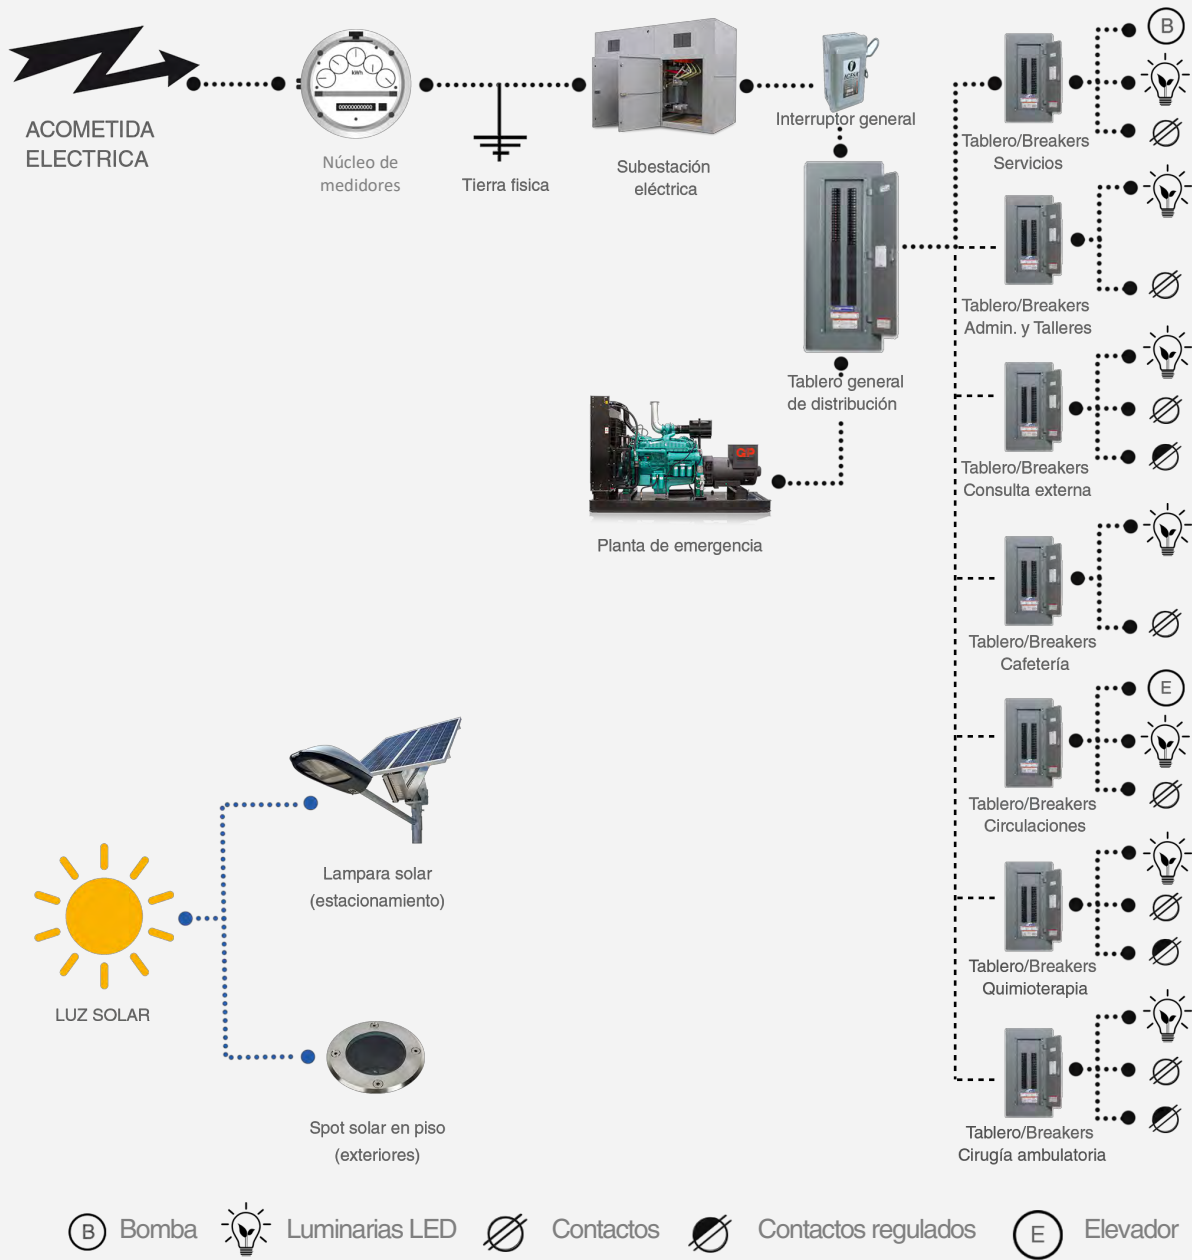 ACOMETIDA
ELECTRICA
kWh
Núcleo de
medidores
Tierra fisica
Subestación
eléctrica
Interruptor general
Tablero general
de distribución
GP
Planta de emergencia
Tablero/Breakers
Servicios
B
Tablero/Breakers
Admin. y Talleres
Tablero/Breakers
Consulta externa
Tablero/Breakers
Cafetería
Tablero/Breakers
Circulaciones
E
Tablero/Breakers
Quimioterapia
Tablero/Breakers
Cirugía ambulatoria
Lampara solar
(estacionamiento)
LUZ SOLAR
Spot solar en piso
(exteriores)
B Bomba
Luminarias LED
Contactos
Contactos regulados
E Elevador